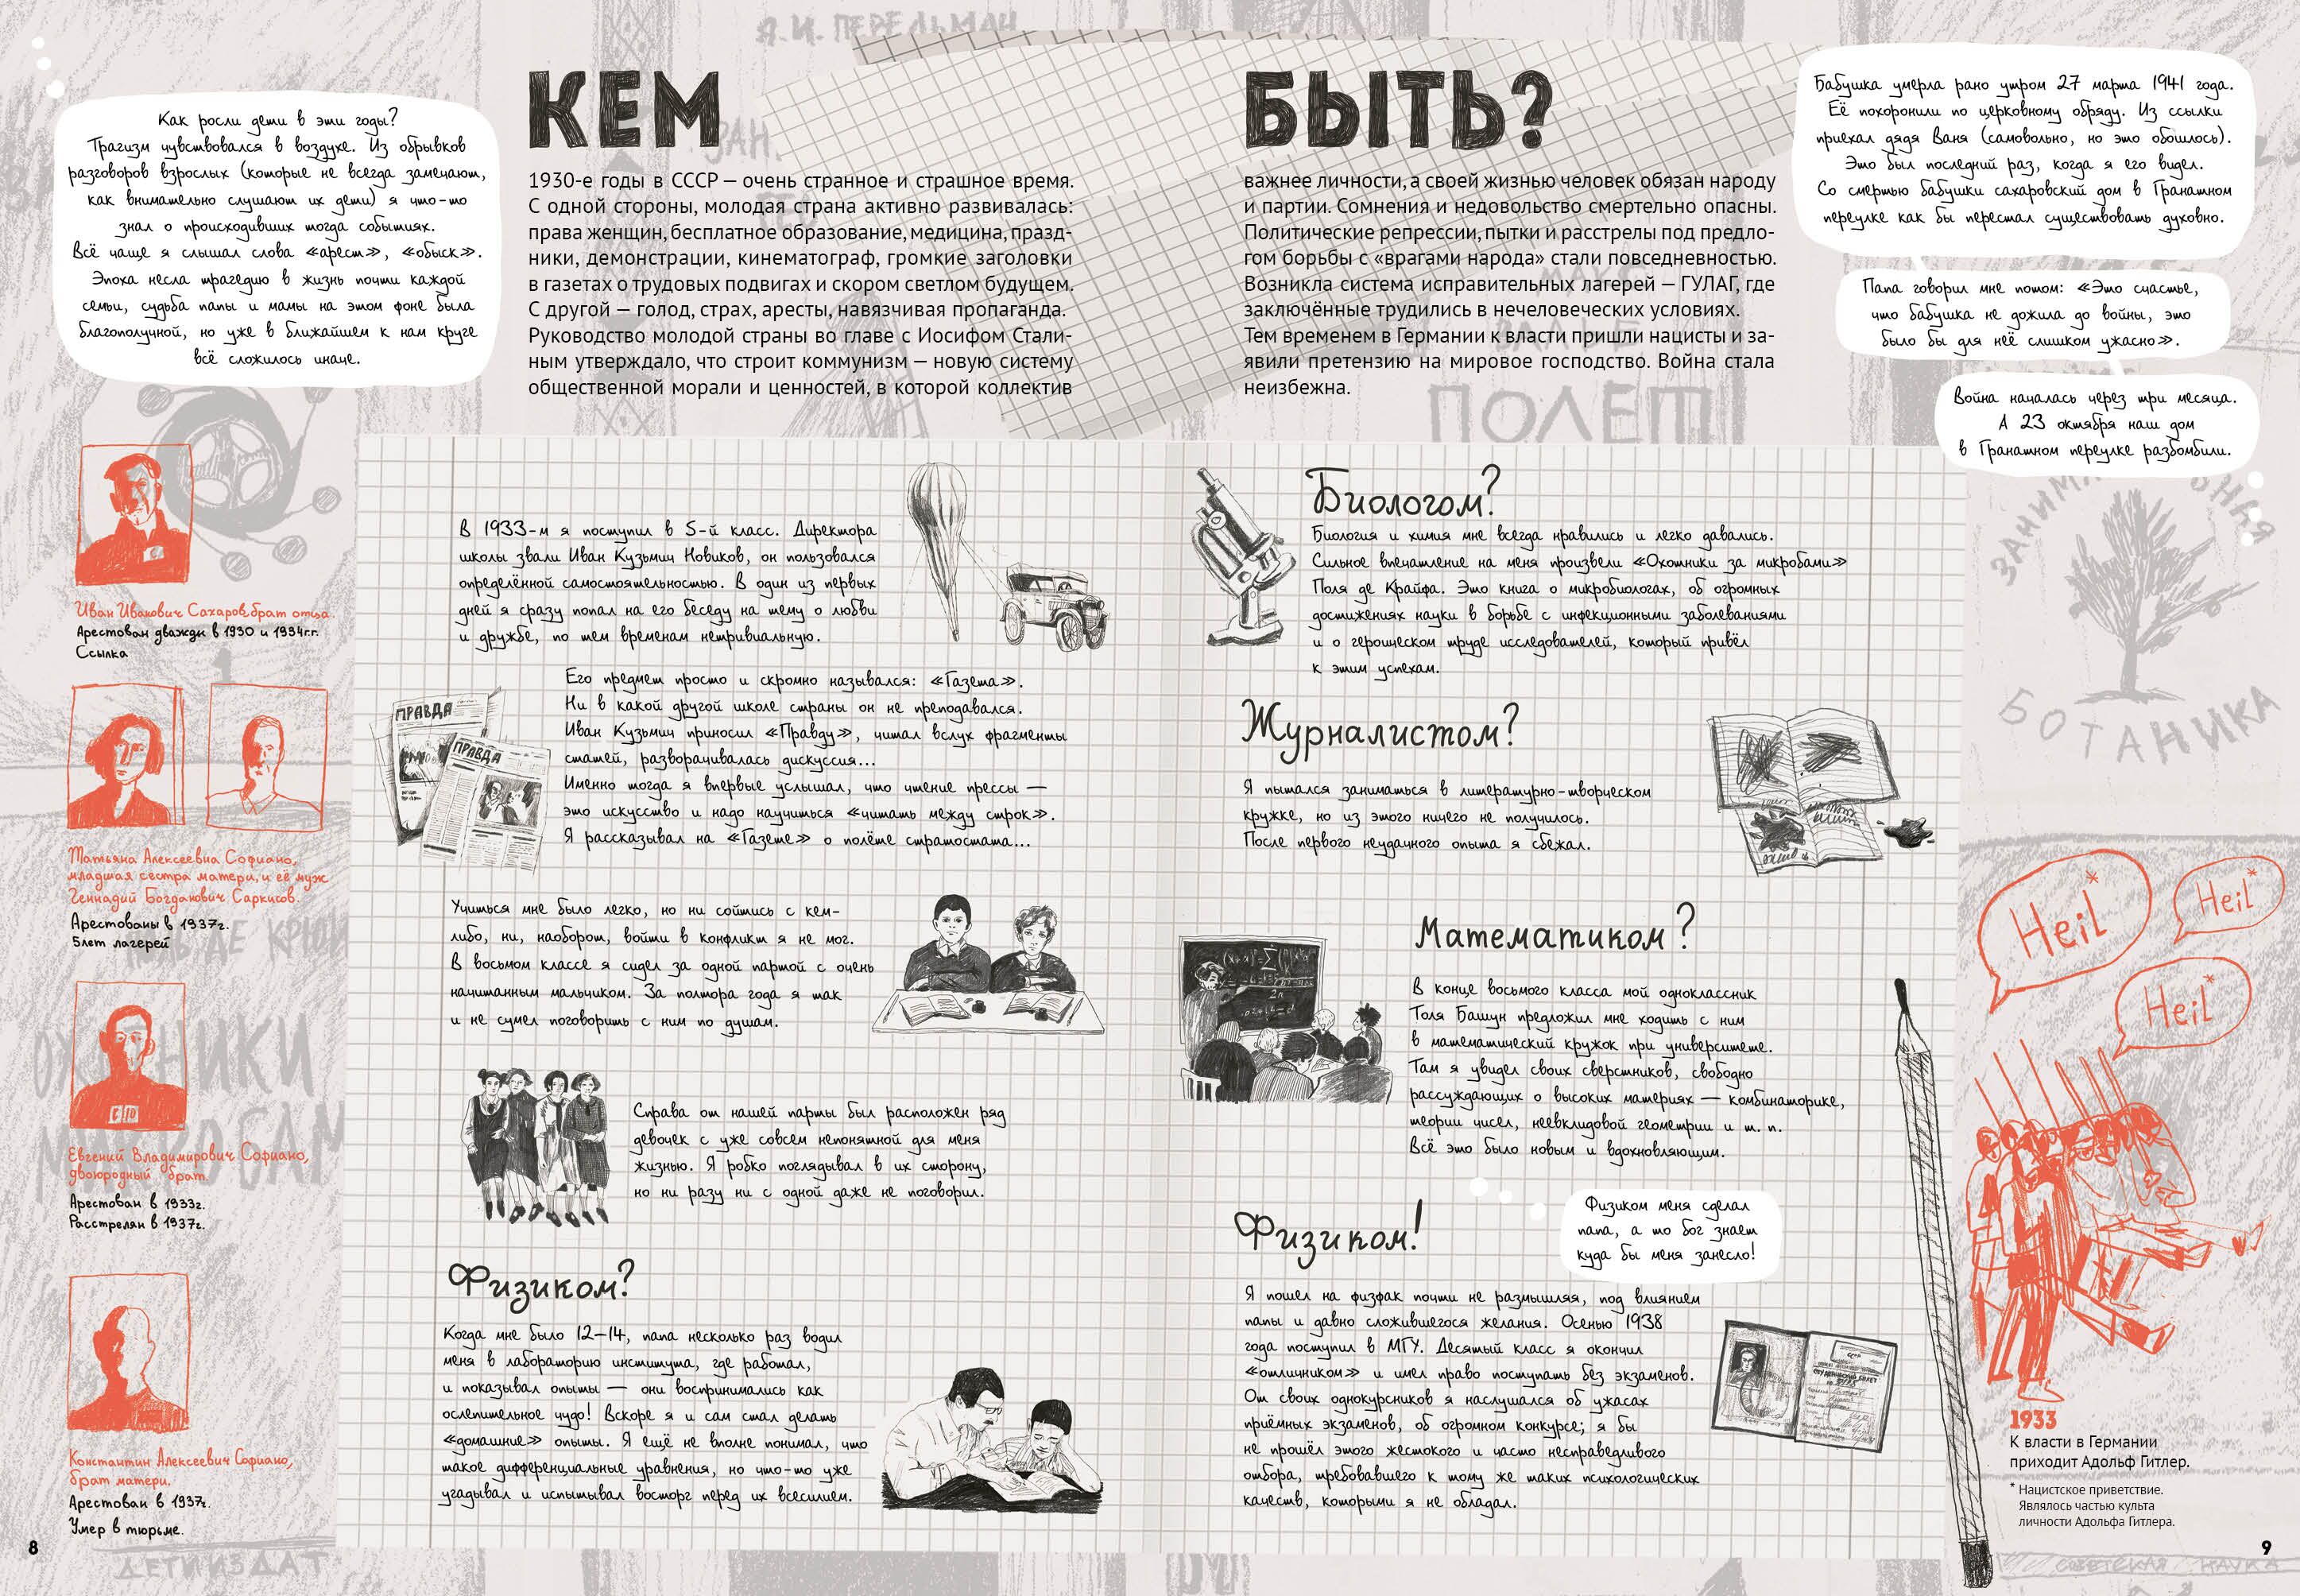 КЕМ БЫТЬ?
Как росли дети в эти годы?
Трагизм чувствовался в воздухе. Из обрывков
разговоров взрослых (которые не всегда замечают,
как внимательно слушают их дети) я что-то
знал о происходивших тогда событиях.
Всё чаще я слышал слова «арест», «обыск».
Эпоха несла трагедию в жизнь почти каждой
семьи, судьба папы и мамы на этом фоне была
благополучной, но уже в ближайшем к нам круге
всё сложилось иначе.
1930-е годы в СССР — очень странное и страшное время.
С одной стороны, молодая страна активно развивалась:
права женщин, бесплатное образование, медицина, празд-
ники, демонстрации, кинематограф, громкие заголовки
в газетах о трудовых подвигах и скором светлом будущем.
С другой — голод, страх, аресты, навязчивая пропаганда.
Руководство молодой страны во главе с Иосифом Стали-
ным утверждало, что строит коммунизм — новую систему
общественной морали и ценностей, в которой коллектив
важнее личности, а своей жизнью человек обязан народу
и партии. Сомнения и недовольство смертельно опасны.
Политические репрессии, пытки и расстрелы под предло-
гом борьбы с «врагами народа» стали повседневностью.
Возникла система исправительных лагерей — ГУЛАГ, где
заключённые трудились в нечеловеческих условиях.
Тем временем в Германии к власти пришли нацисты и за-
явили претензию на мировое господство. Война стала
неизбежна.
Бабушка умерла рано утром 27 марта 1941 года.
Её похоронили по церковному обряду. Из ссылки
приехал дядя Ваня (самовольно, но это обошлось).
Это был последний раз, когда я его видел.
Со смертью бабушки сахаровский дом в Гранатном
переулке как бы перестал существовать духовно.
Папа говорил мне потом: «Это счастье,
что бабушка не дожила до войны, это
было бы для неё слишком ужасно».
Война началась через три месяца.
А 23 октября наш дом
в Гранатном переулке разбомбили.
Иван Иванович Сахаров, брат отца.
Арестован дважды в 1930 и 1934 г.г.
Ссылка
Татьяна Алексеевна Софиано,
младшая сестра матери, и её муж
Геннадий Богданович Саркисов.
Арестованы в 1937г.
5 лет лагерей
Евгений Владимирович Софиано,
двоюродный брат.
Арестован в 1933г.
Расстрелян в 1937г.
Константин Алексеевич Софиано,
брат матери.
Арестован в 1937г.
Умер в тюрьме.
В 1933-м я поступил в 5-й класс. Директора
школы звали Иван Кузьмич Новиков, он пользовался
определённой самостоятельностью. В один из первых
дней я сразу попал на его беседу на тему о любви
и дружбе, по тем временам нетривиальную.
ПРАВДА
ПРАВДА
Его предмет просто и скромно назывался: «Газета».
Ни в какой другой школе страны он не преподавался.
Иван Кузьмич приносил «Правду», читал вслух фрагменты
статей, разворачивалась дискуссия...
Именно тогда я впервые услышал, что чтение прессы —
это искусство и надо научиться «читать между строк».
Я рассказывал на «Газете» о полёте стратостата...
Учиться мне было легко, но ни сойтись с кем-
либо, ни, наоборот, войти в конфликт я не мог.
В восьмом классе я сидел за одной партой с очень
начитанным мальчиком. За полтора года я так
и не сумел поговорить с ним по душам.
Справа от нашей парты был расположен ряд
девочек с уже совсем непонятной для меня
жизнью. Я робко поглядывал в их сторону,
но ни разу ни с одной даже не поговорил.
Физиком?
Когда мне было 12–14, папа несколько раз водил
меня в лабораторию института, где работал,
и показывал опыты — они воспринимались как
ослепительное чудо! Вскоре я и сам стал делать
«домашние» опыты. Я ещё не вполне понимал, что
такое дифференциальные уравнения, но что-то уже
угадывал и испытывал восторг перед их всесилием.
Биологом?
Биология и химия мне всегда нравились и легко давались.
Сильное впечатление на меня произвели «Охотники за микробами»
Поля де Крайфа. Это книга о микробиологах, об огромных
достижениях науки в борьбе с инфекционными заболеваниями
и о героическом труде исследователей, который привёл
к этим успехам.
Журналистом?
Я пытался заниматься в литературно-творческом
кружке, но из этого ничего не получилось.
После первого неудачного опыта я сбежал.
Математиком?
В конце восьмого класса мой одноклассник
Толя Башун предложил мне ходить с ним
в математический кружок при университете.
Там я увидел своих сверстников, свободно
рассуждающих о высоких материях — комбинаторике,
теории чисел, неевклидовой геометрии и т. п.
Всё это было новым и вдохновляющим.
Физиком!
Физиком меня сделал
папа, а то бог знает
куда бы меня занесло!
Я пошел на физфак почти не размышляя, под влиянием
папы и давно сложившегося желания. Осенью 1938
года поступил в МГУ. Десятый класс я окончил
«отличником» и имел право поступать без экзаменов.
От своих однокурсников я наслушался об ужасах
приёмных экзаменов, об огромном конкурсе; я бы
не прошёл этого жестокого и часто несправедливого
отбора, требовавшего к тому же таких психологических
качеств, которыми я не обладал.
Heil*
Heil*
Heil*
1933
К власти в Германии
приходит Адольф Гитлер.
* Нацистское приветствие.
Являлось частью культа
личности Адольфа Гитлера.
Я. И. ПЕРЕЛЬМАН
ПОЛЕТ
ЗАНИМАТЕЛЬНАЯ
БОТАНИКА
ОХОТНИКИ
МИКРОБАМ
ДЕТИЗДАТ
СОВЕТСКАЯ НАУКА
8
9